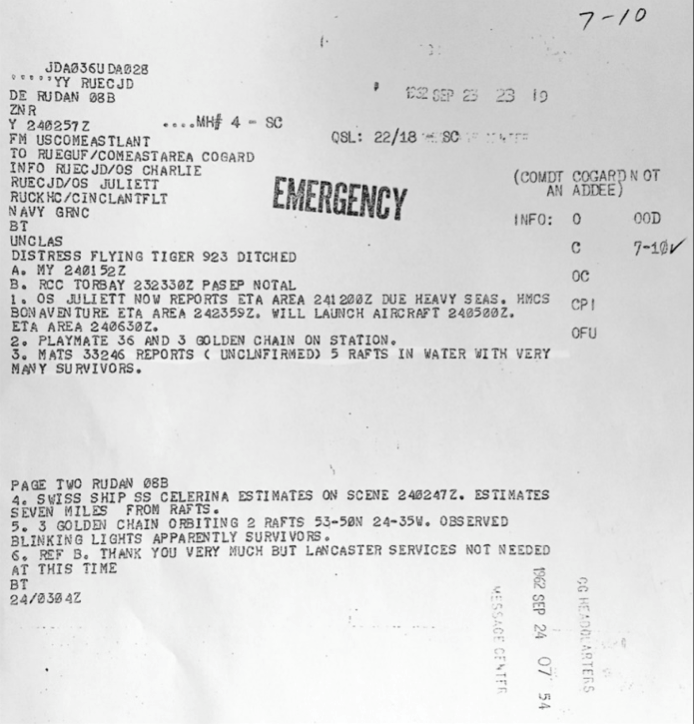 7-10
JDA036UDA028
'''''YY RUECJD
DE RUDAN 08B
1962 SEP 23 23 19
ZNR
Y 240257Z ....MH# 4 - SC
FM USCOMEASTLANT
QSL: 22/18 SC
TO RUEGUF/COMEASTAREA COGARD
INFO RUECJD/OS CHARLIE
RUECJD/OS JULIETT
RUCKHC/CINCLANTFLT
NAVY GRNC
EMERGENCY
(COMDT COGARD NOT
AN ADDEE)
INFO: O OOD
C 7-10✓
OC
CPI
OFU
BT
UNCLAS
DISTRESS FLYING TIGER 923 DITCHED
A. MY 240152Z
B. RCC TORBAY 232330Z PASEP NOTAL
1. OS JULIETT NOW REPORTS ETA AREA 241200Z DUE HEAVY SEAS. HMCS
BONAVENTURE ETA AREA 242359Z. WILL LAUNCH AIRCRAFT 240500Z.
ETA AREA 240630Z.
2. PLAYMATE 36 AND 3 GOLDEN CHAIN ON STATION.
3. MATS 33246 REPORTS ( UNCLNFIRMED) 5 RAFTS IN WATER WITH VERY
MANY SURVIVORS.
PAGE TWO RUDAN 08B
4. SWISS SHIP SS CELERINA ESTIMATES ON SCENE 240247Z. ESTIMATES
SEVEN MILES FROM RAFTS.
5. 3 GOLDEN CHAIN ORBITING 2 RAFTS 53-50N 24-35W. OBSERVED
BLINKING LIGHTS APPARENTLY SURVIVORS.
6. REF B. THANK YOU VERY MUCH BUT LANCASTER SERVICES NOT NEEDED
AT THIS TIME
BT
24/0304Z
CG HEADQUARTERS
1962 SEP 24 07 54
MESSAGE CENTER